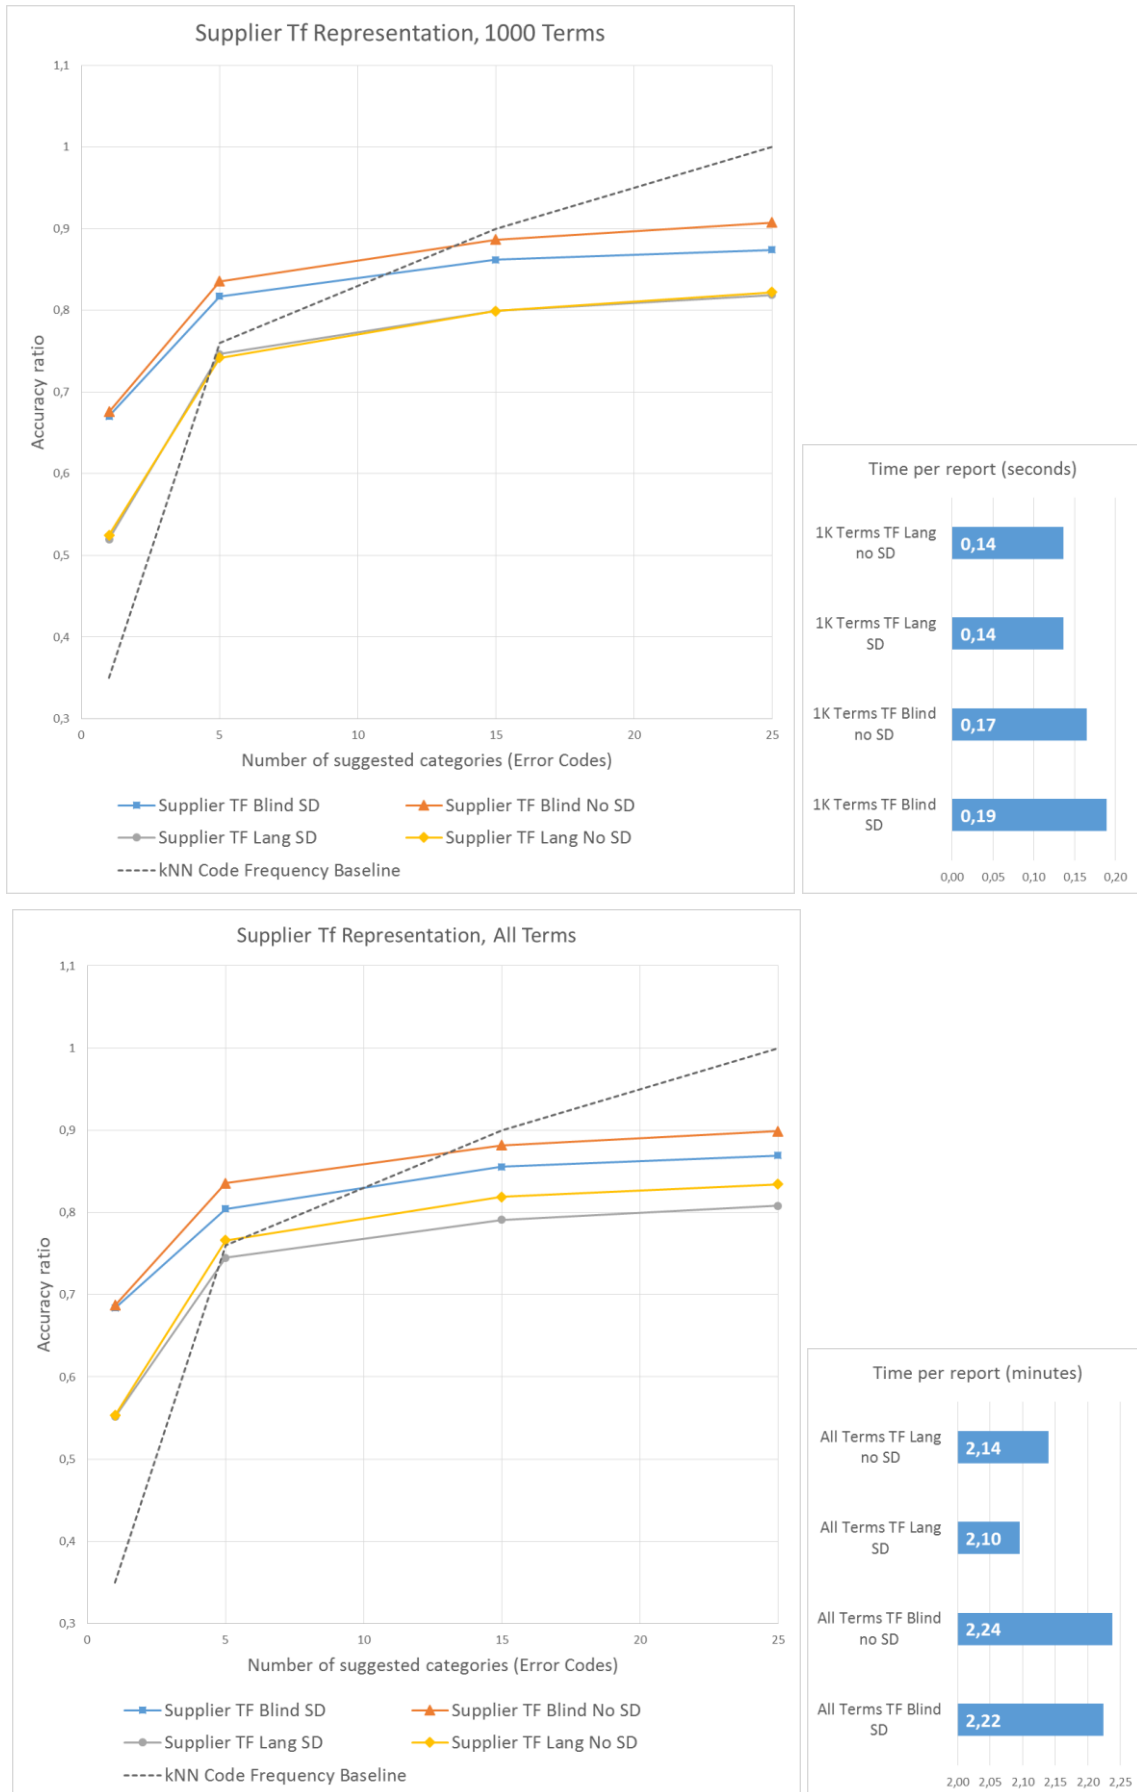 Supplier Tf Representation, 1000 Terms
1,1
1
0,9
0,8
0,7
0,6
0,5
0,4
0,3
Accuracy ratio
0 5 10 15 20 25
Number of suggested categories (Error Codes)
Supplier TF Blind SD
Supplier TF Blind No SD
Supplier TF Lang SD
Supplier TF Lang No SD
kNN Code Frequency Baseline
Time per report (seconds)
1K Terms TF Lang
no SD
0,14
1K Terms TF Lang
SD
0,14
1K Terms TF Blind
no SD
0,17
1K Terms TF Blind
SD
0,19
0,00 0,05 0,10 0,15 0,20
Supplier Tf Representation, All Terms
1,1
1
0,9
0,8
0,7
0,6
0,5
0,4
0,3
Accuracy ratio
0 5 10 15 20 25
Number of suggested categories (Error Codes)
Supplier TF Blind SD
Supplier TF Blind No SD
Supplier TF Lang SD
Supplier TF Lang No SD
kNN Code Frequency Baseline
Time per report (minutes)
All Terms TF Lang
no SD
2,14
All Terms TF Lang
SD
2,10
All Terms TF Blind
no SD
2,24
All Terms TF Blind
SD
2,22
2,00 2,05 2,10 2,15 2,20 2,25